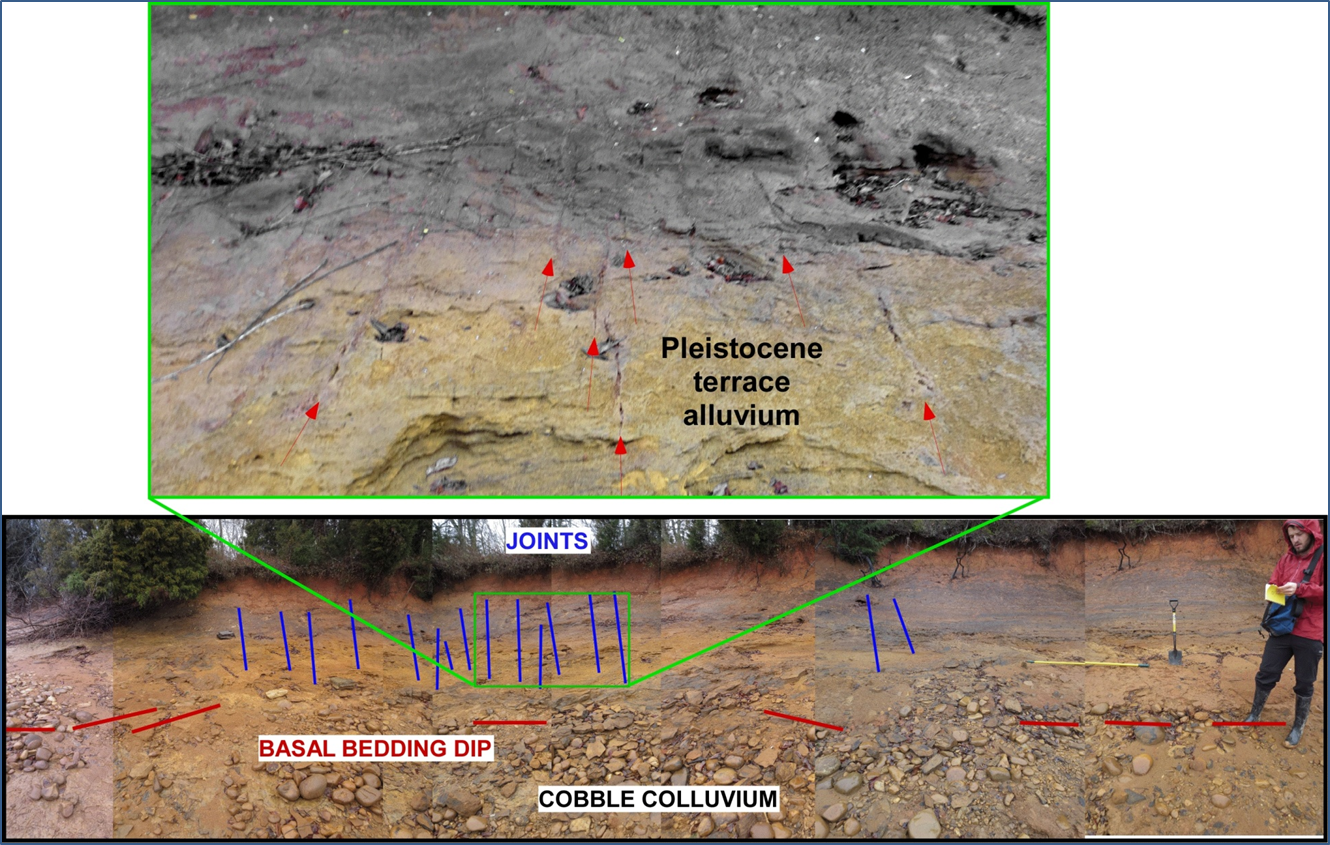 Pleistocene
terrace
alluvium
JOINTS
BASAL BEDDING DIP
COBBLE COLLUVIUM